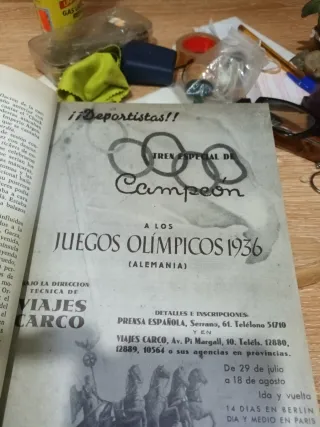 ¡¡Deportistas!!
TREN ESPECIAL DE
Campeón
A LOS
JUEGOS OLÍMPICOS 1936
(ALEMANIA)
BAJO LA DIRECCION
TECNICA DE
VIAJES
CARCO
DETALLES E INSCRIPCIONES:
PRENSA ESPAÑOLA, Serrano, 61. Teléfono 51710
Y EN
VIAJES CARCO, Av. Pi Margall, 10. Teléfs. 12880,
12889, 10564 o sus agencias en provincias.
De 29 de julio
a 18 de agosto
Ida y vuelta
14 DIAS EN BERLIN
DIA Y MEDIO EN PARIS